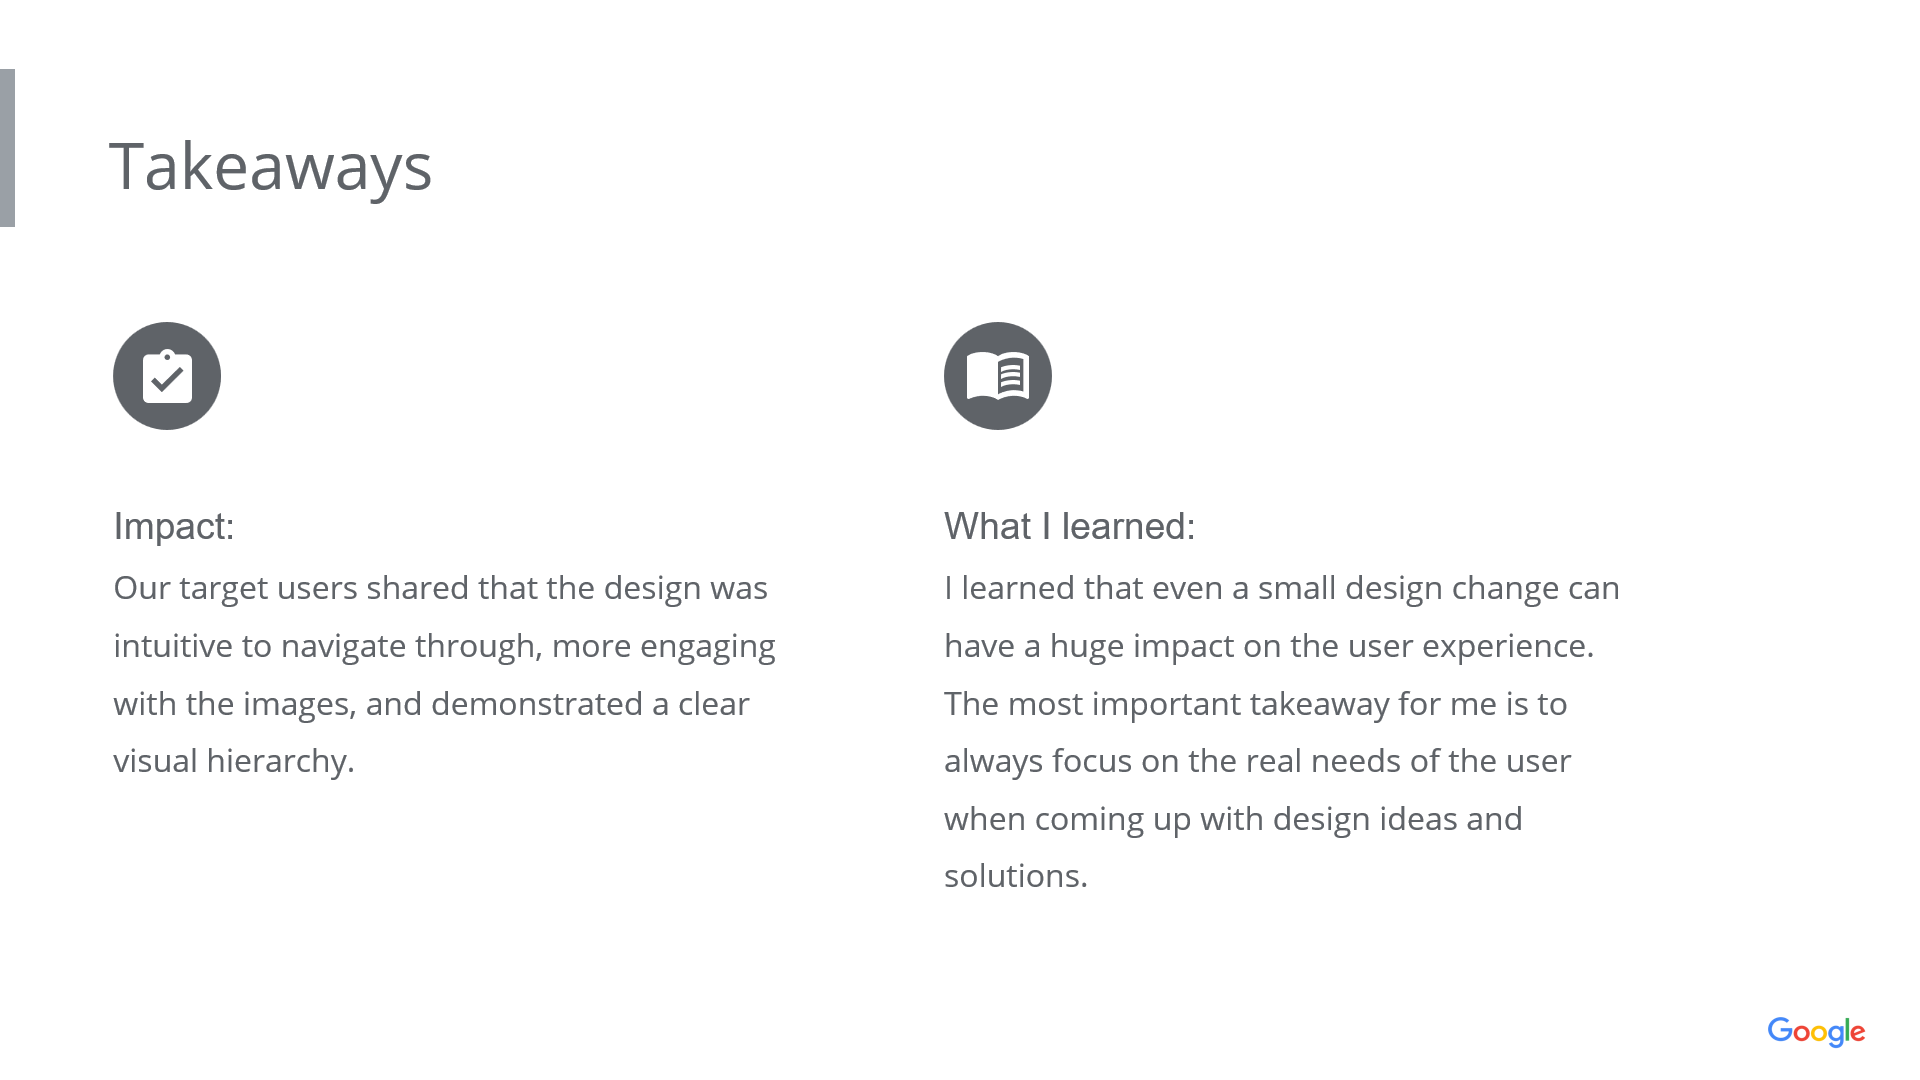 Takeaways
Impact:
Our target users shared that the design was
intuitive to navigate through, more engaging
with the images, and demonstrated a clear
visual hierarchy.
What I learned:
I learned that even a small design change can
have a huge impact on the user experience.
The most important takeaway for me is to
always focus on the real needs of the user
when coming up with design ideas and
solutions.
Google